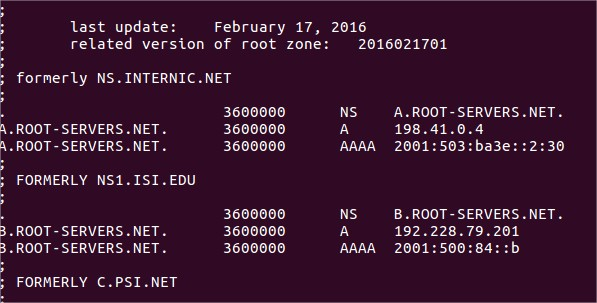 ;
;       last update:    February 17, 2016
;       related version of root zone:   2016021701
;
; formerly NS.INTERNIC.NET
;
.                        3600000      NS    A.ROOT-SERVERS.NET.
A.ROOT-SERVERS.NET.      3600000      A     198.41.0.4
A.ROOT-SERVERS.NET.      3600000      AAAA  2001:503:ba3e::2:30
;
; FORMERLY NS1.ISI.EDU
;
.                        3600000      NS    B.ROOT-SERVERS.NET.
B.ROOT-SERVERS.NET.      3600000      A     192.228.79.201
B.ROOT-SERVERS.NET.      3600000      AAAA  2001:500:84::b
;
; FORMERLY C.PSI.NET
;